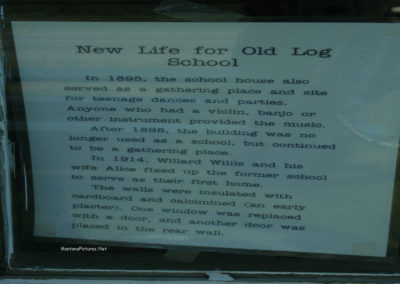 New Life for Old Log
School
In 1895, the school house also
served as a gathering place and site
for teenage dances and parties.
Anyone who had a violin, banjo or
other instrument provided the music.
After 1895, the building was no
longer used as a school, but continued
to be a gathering place.
In 1914, Willard Willis and his
wife Alice fixed up the former school
to serve as their first home.
The walls were insulated with
cardboard and calcimined (an early
plaster). One window was replaced
with a door, and another door was
placed in the rear wall.
MontanaPictures.Net